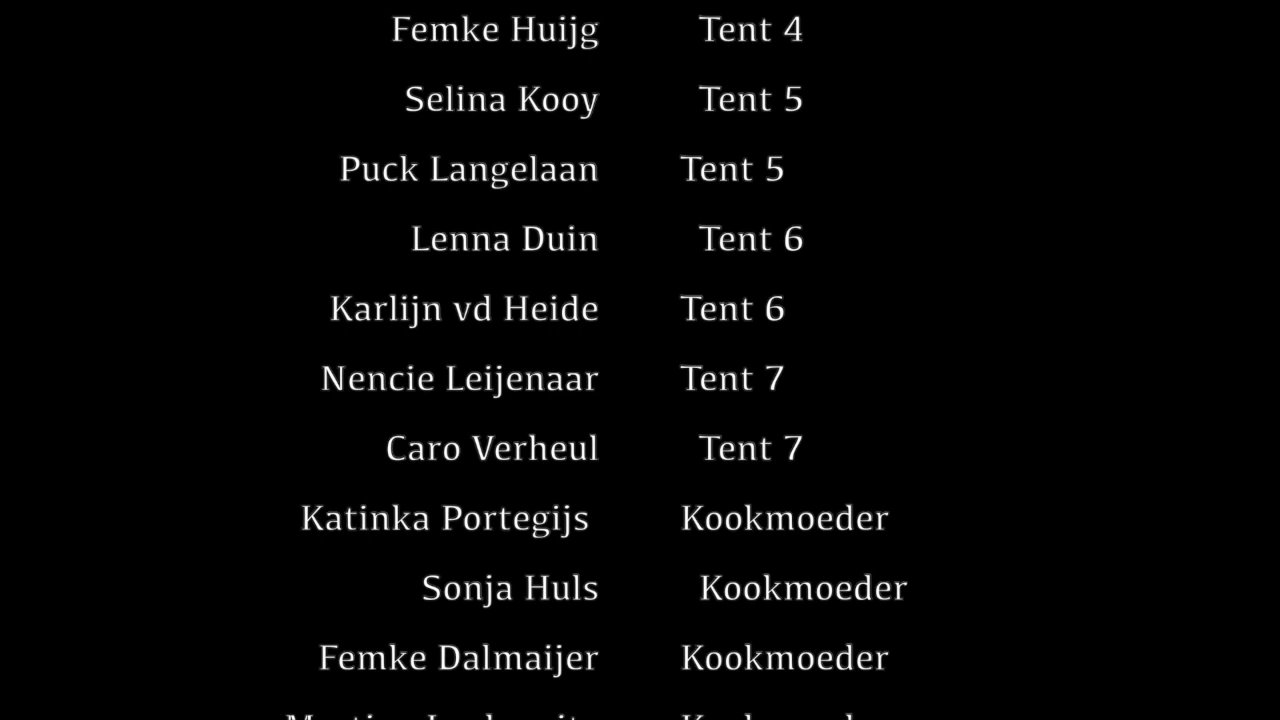 Femke Huijg Tent 4
Selina Kooy Tent 5
Puck Langelaan Tent 5
Lenna Duin Tent 6
Karlijn vd Heide Tent 6
Nencie Leijenaar Tent 7
Caro Verheul Tent 7
Katinka Portegijs Kookmoeder
Sonja Huls Kookmoeder
Femke Dalmaijer Kookmoeder